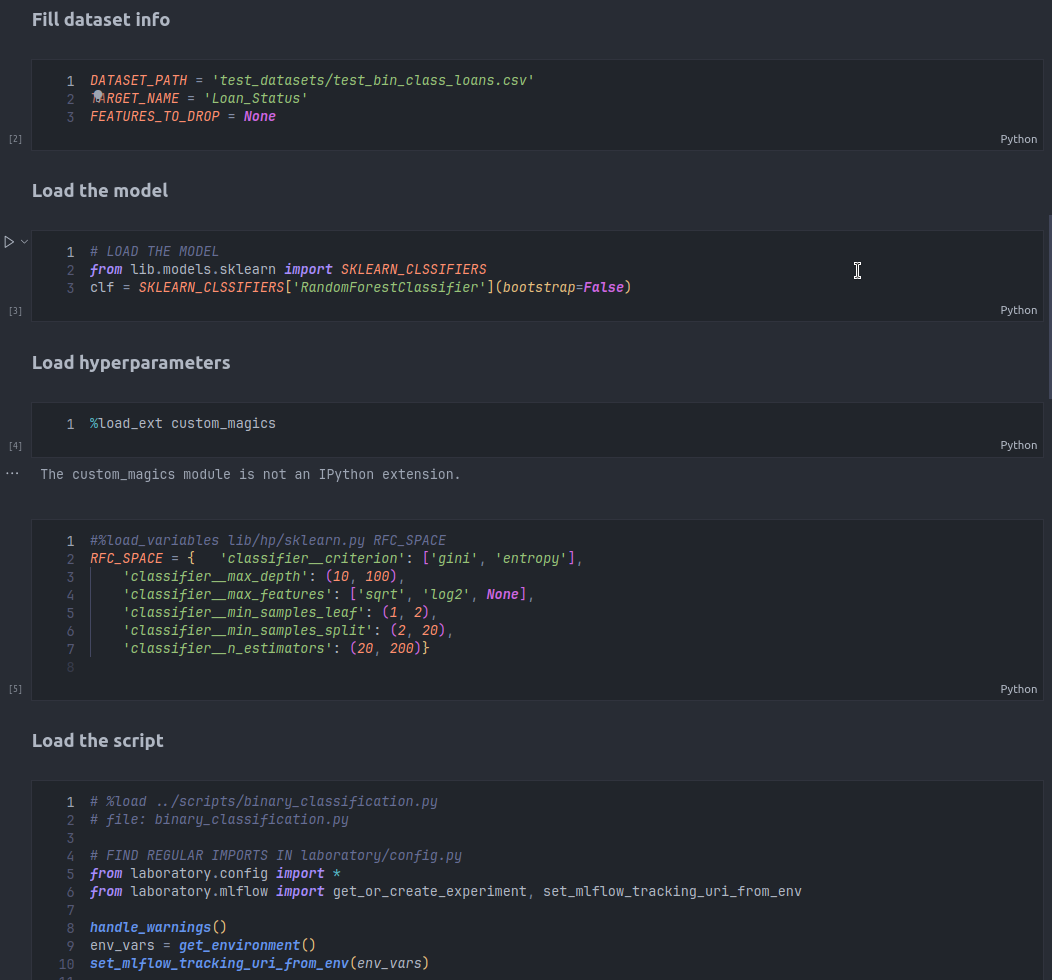 Fill dataset info
1 DATASET_PATH = 'test_datasets/test_bin_class_loans.csv'
2 TARGET_NAME = 'Loan_Status'
3 FEATURES_TO_DROP = None
[2]
Python
Load the model
1 # LOAD THE MODEL
2 from lib.models.sklearn import SKLEARN_CLSSIFIERS
3 clf = SKLEARN_CLSSIFIERS['RandomForestClassifier'](bootstrap=False)
[3]
Python
Load hyperparameters
1 %load_ext custom_magics
[4]
Python
... The custom_magics module is not an IPython extension.
1 #%load_variables lib/hp/sklearn.py RFC_SPACE
2 RFC_SPACE = {   'classifier__criterion': ['gini', 'entropy'],
3     'classifier__max_depth': (10, 100),
4     'classifier__max_features': ['sqrt', 'log2', None],
5     'classifier__min_samples_leaf': (1, 2),
6     'classifier__min_samples_split': (2, 20),
7     'classifier__n_estimators': (20, 200)}
8
[5]
Python
Load the script
1 # %load ../scripts/binary_classification.py
2 # file: binary_classification.py
3
4 # FIND REGULAR IMPORTS IN laboratory/config.py
5 from laboratory.config import *
6 from laboratory.mlflow import get_or_create_experiment, set_mlflow_tracking_uri_from_env
7
8 handle_warnings()
9 env_vars = get_environment()
10 set_mlflow_tracking_uri_from_env(env_vars)